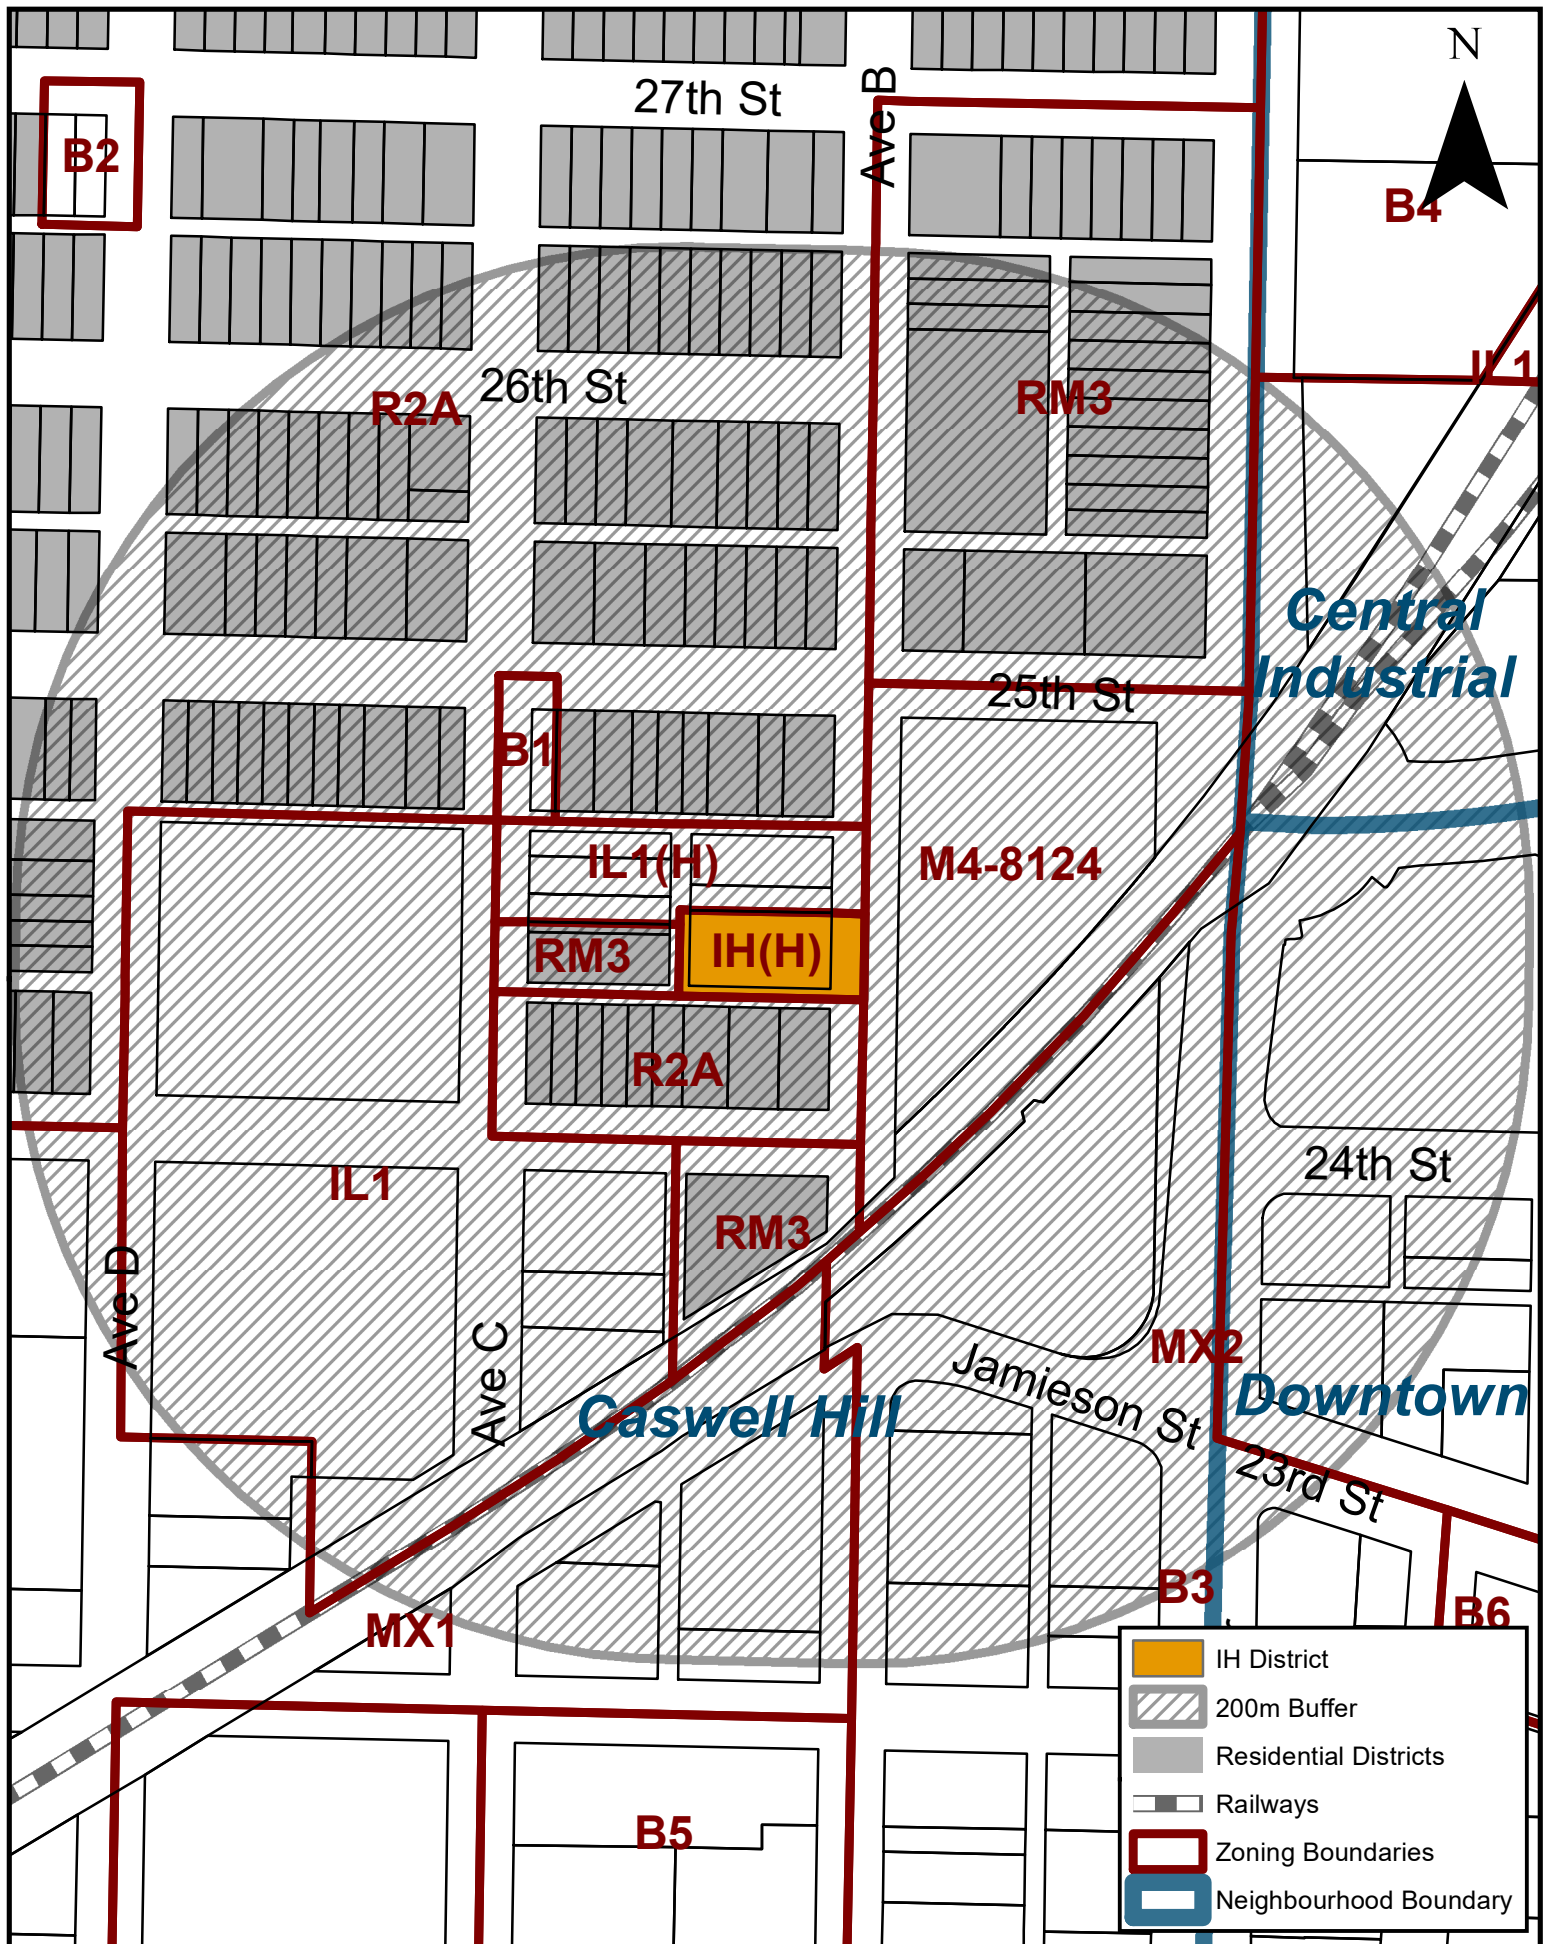 N
27th St
Ave B
B2
B4
IL1
26th St
R2A
RM3
Central
Industrial
25th St
B1
IL1(H)
M4-8124
RM3
IH(H)
R2A
24th St
IL1
RM3
Ave D
Ave C
MX2
Jamieson St
Downtown
Caswell Hill
23rd St
B3
B6
MX1
B5
IH District
200m Buffer
Residential Districts
Railways
Zoning Boundaries
Neighbourhood Boundary